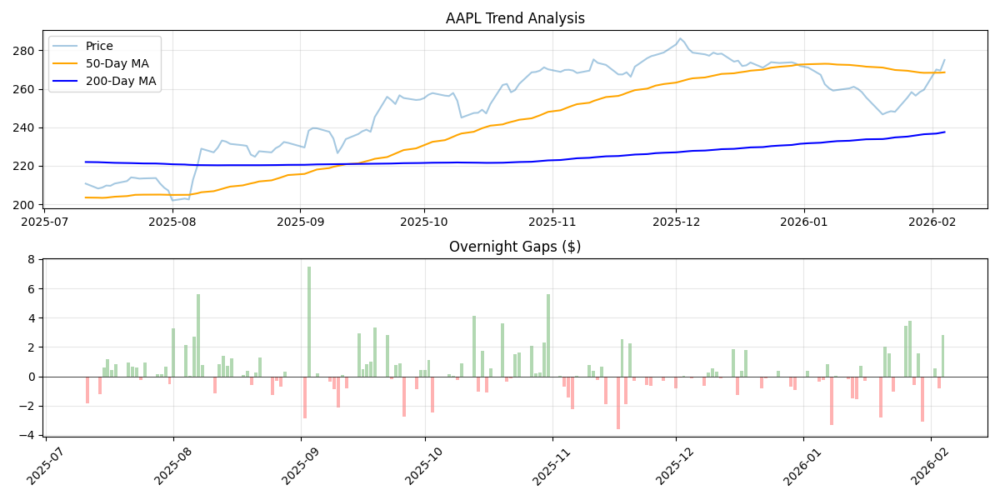 AAPL Trend Analysis
Price
50-Day MA
200-Day MA
280
260
240
220
200
2025-07 2025-08 2025-09 2025-10 2025-11 2025-12 2026-01 2026-02
Overnight Gaps ($)
8
6
4
2
0
−2
−4
2025-07 2025-08 2025-09 2025-10 2025-11 2025-12 2026-01 2026-02